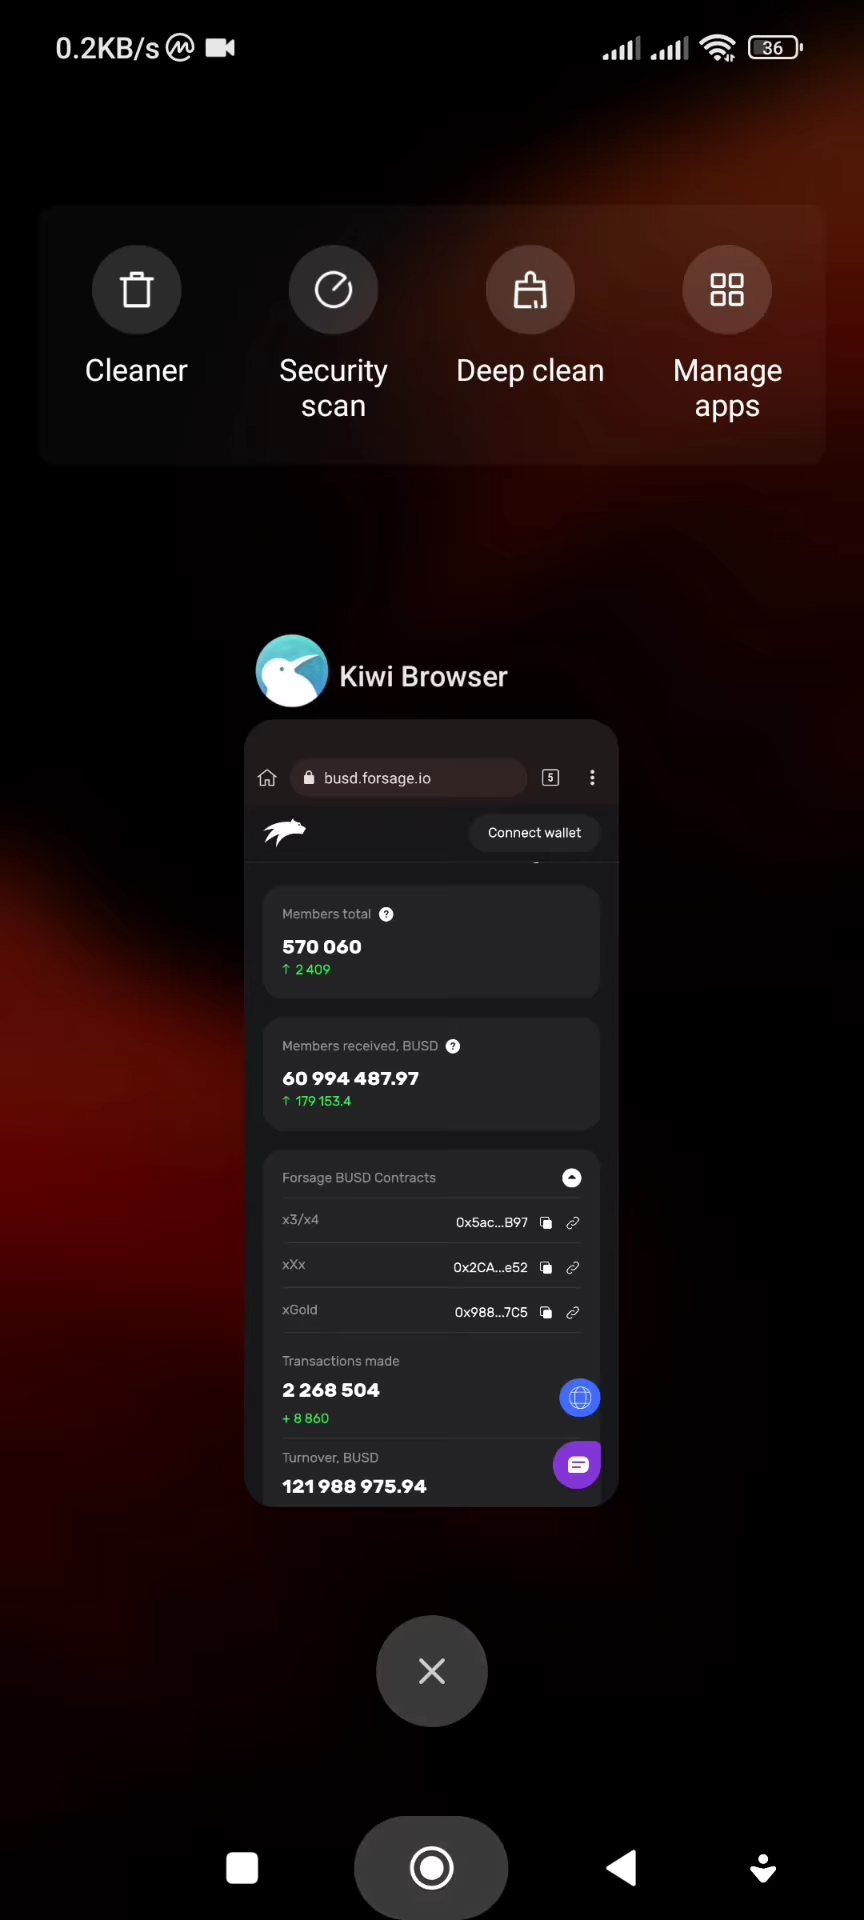 0.2KB/s
36
Cleaner
Security
scan
Deep clean
Manage
apps
Kiwi Browser
busd.forsage.io
5
Connect wallet
Members total ?
570 060
↑ 2 409
Members received, BUSD ?
60 994 487.97
↑ 179 153.4
Forsage BUSD Contracts
x3/x4
0x5ac...B97
xXx
0x2CA...e52
xGold
0x988...7C5
Transactions made
2 268 504
+ 8 860
Turnover, BUSD
121 988 975.94